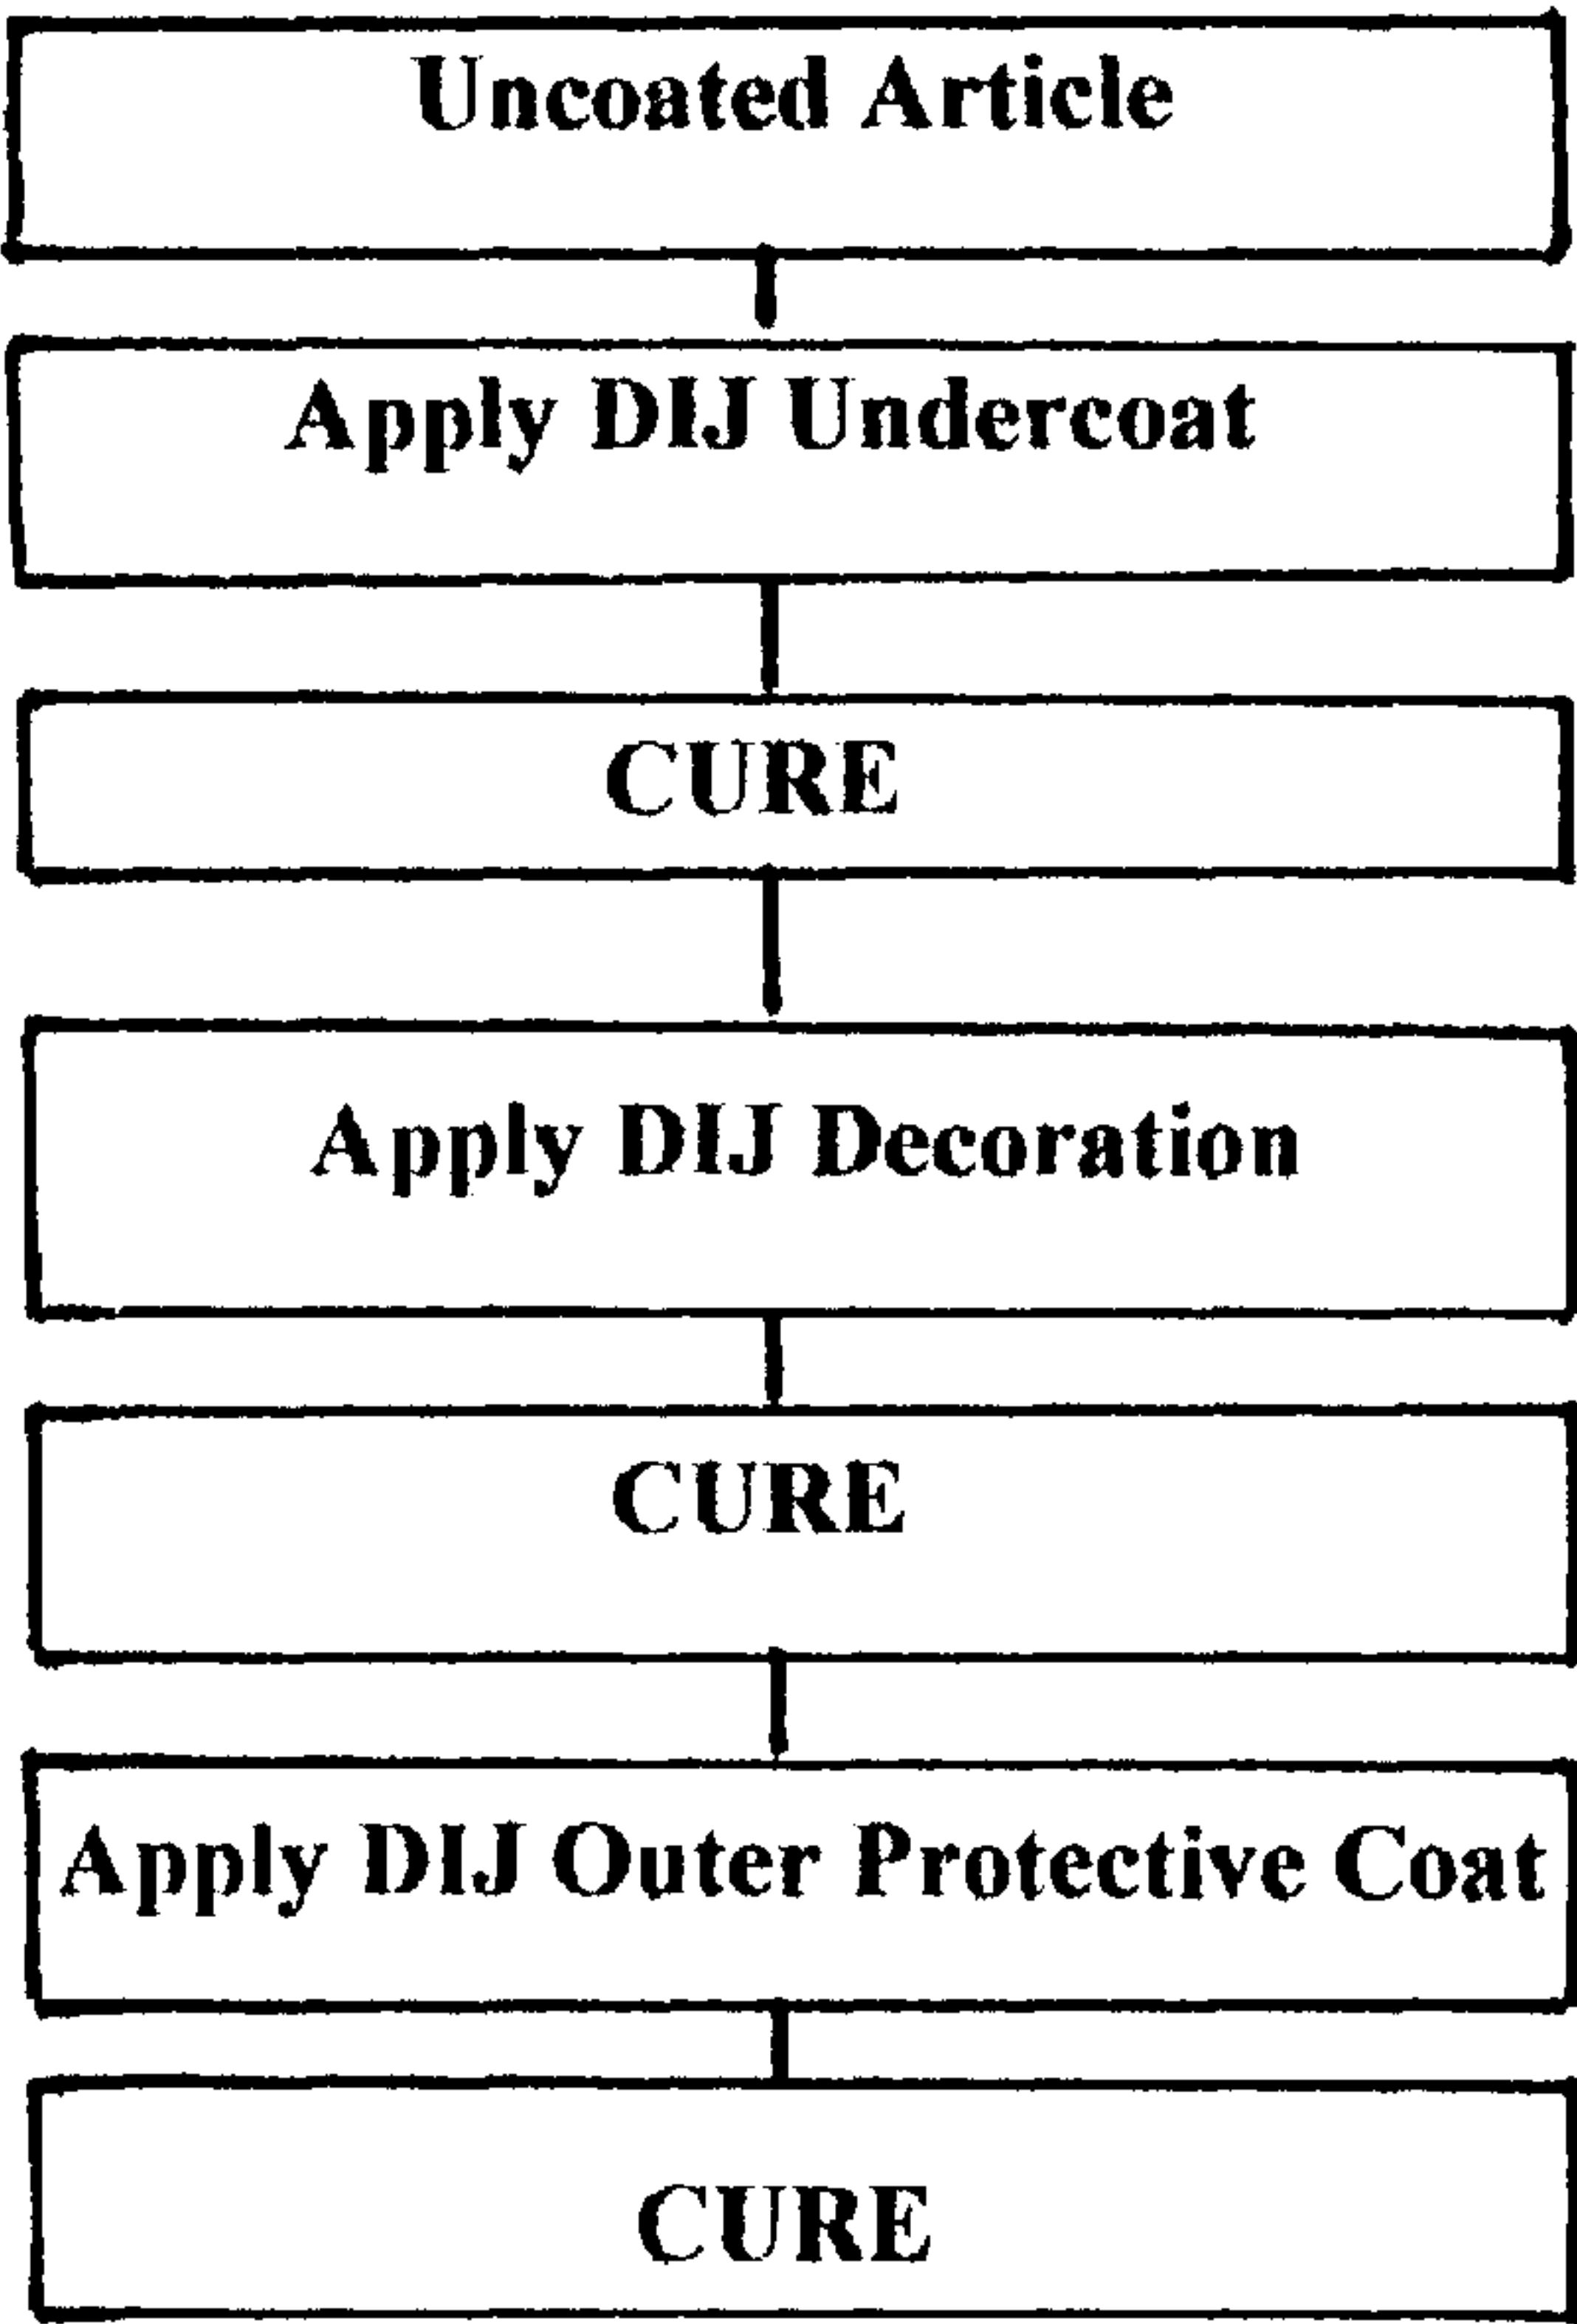 Uncoated Article
Apply DIJ Undercoat
CURE
Apply DIJ Decoration
CURE
Apply DIJ Outer Protective Coat
CURE